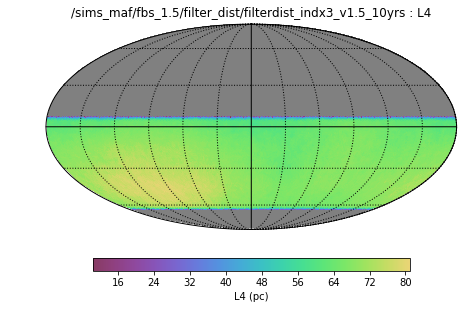 /sims_maf/fbs_1.5/filter_dist/filterdist_indx3_v1.5_10yrs : L4
16 24 32 40 48 56 64 72 80
L4 (pc)